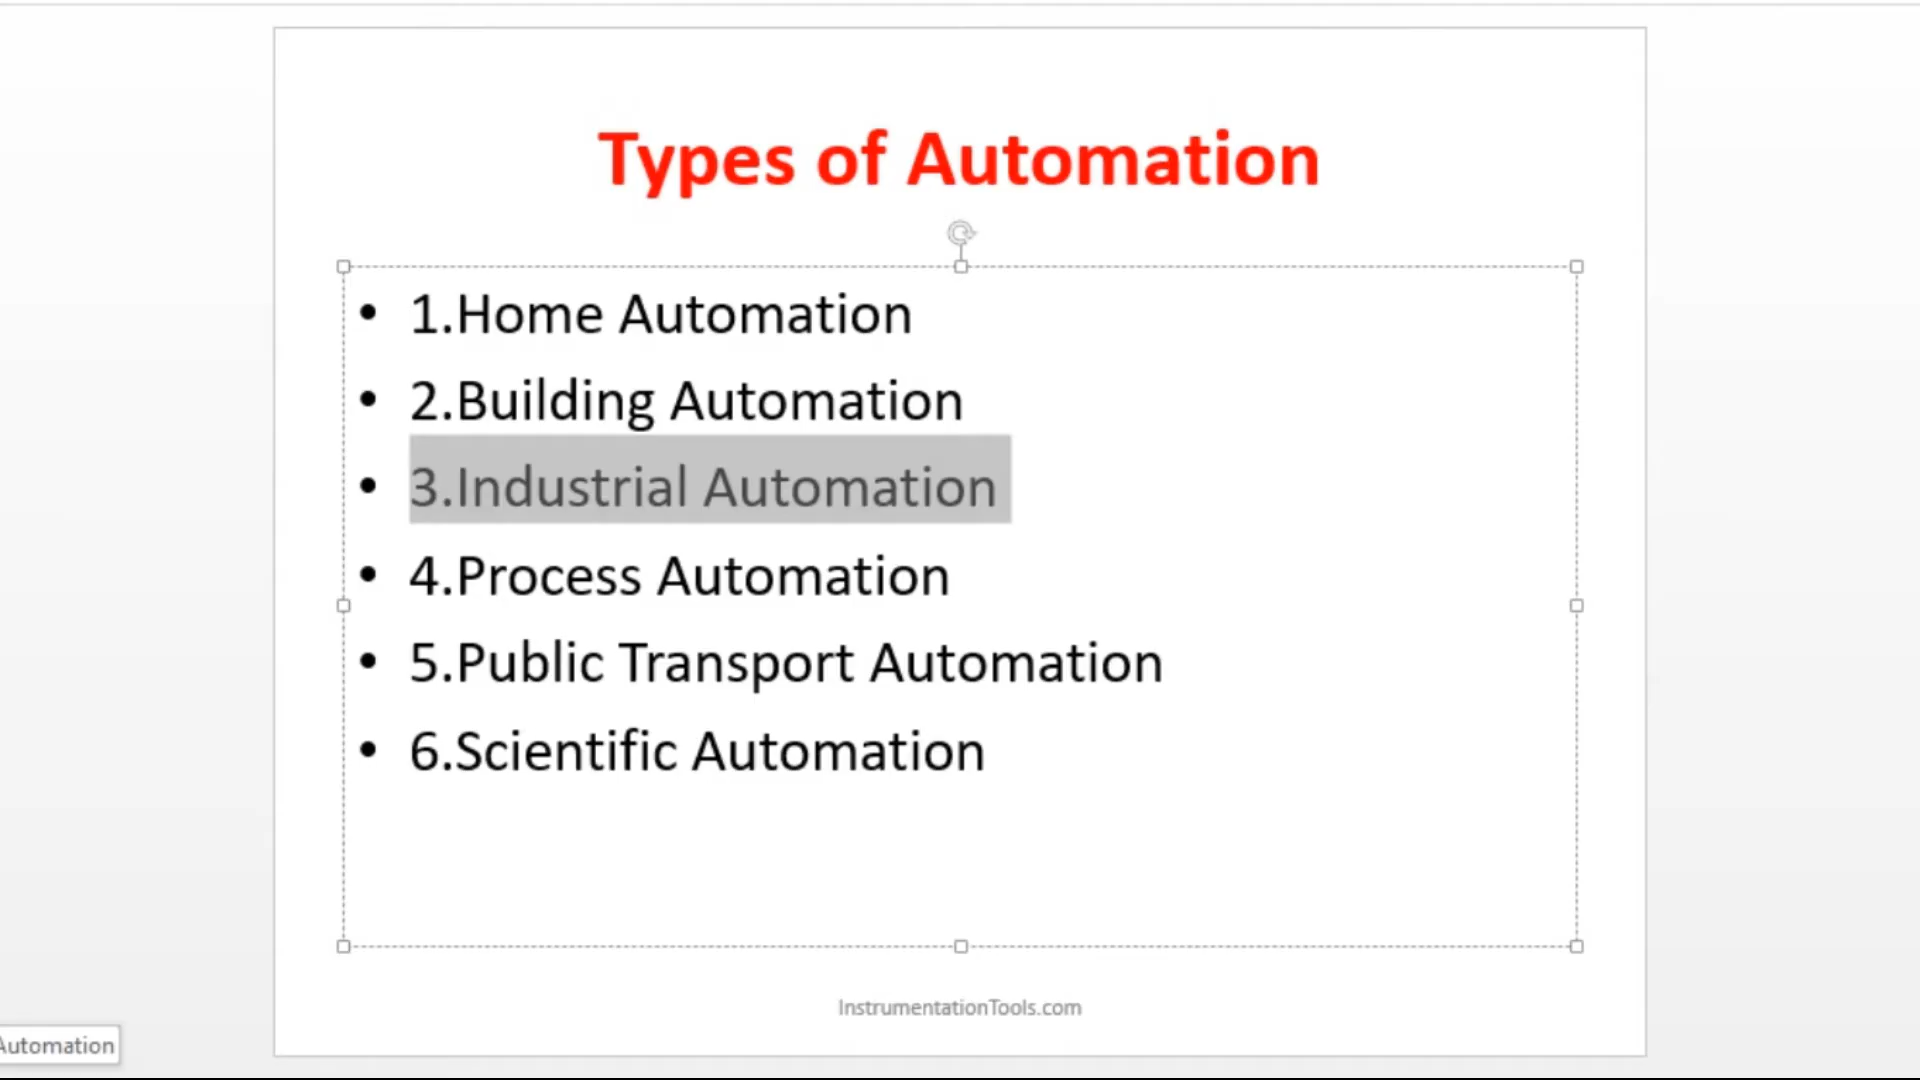 Types of Automation
• 1.Home Automation
• 2.Building Automation
• 3.Industrial Automation
• 4.Process Automation
• 5.Public Transport Automation
• 6.Scientific Automation
InstrumentationTools.com
Automation